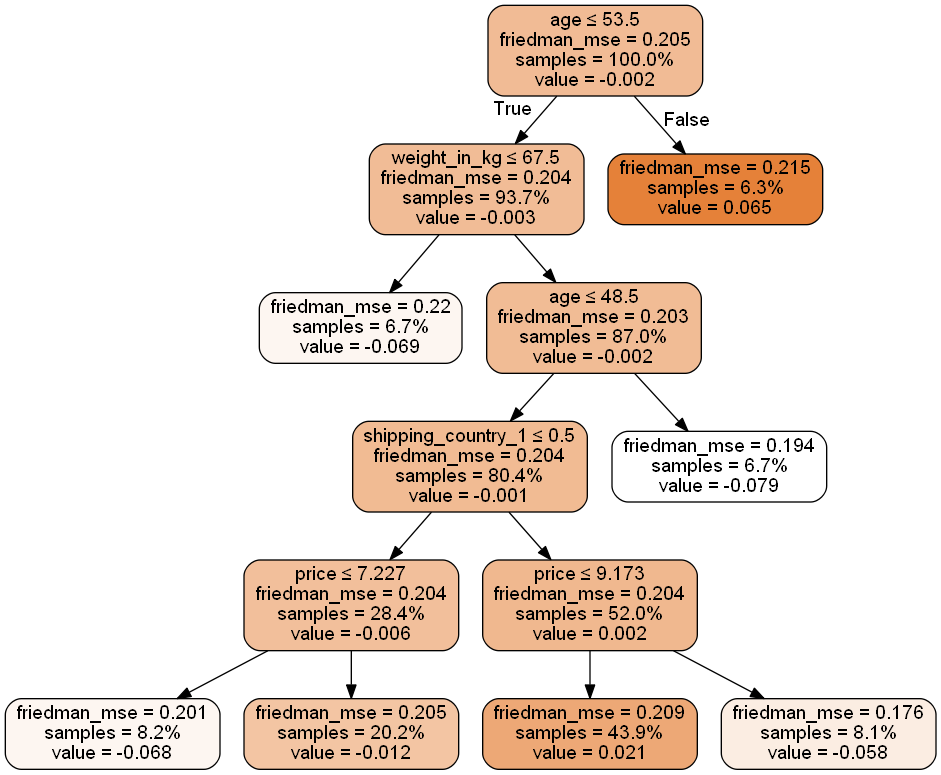 age ≤ 53.5
friedman_mse = 0.205
samples = 100.0%
value = -0.002
True
False
weight_in_kg ≤ 67.5
friedman_mse = 0.204
samples = 93.7%
value = -0.003
friedman_mse = 0.215
samples = 6.3%
value = 0.065
friedman_mse = 0.22
samples = 6.7%
value = -0.069
age ≤ 48.5
friedman_mse = 0.203
samples = 87.0%
value = -0.002
shipping_country_1 ≤ 0.5
friedman_mse = 0.204
samples = 80.4%
value = -0.001
friedman_mse = 0.194
samples = 6.7%
value = -0.079
price ≤ 7.227
friedman_mse = 0.204
samples = 28.4%
value = -0.006
price ≤ 9.173
friedman_mse = 0.204
samples = 52.0%
value = 0.002
friedman_mse = 0.201
samples = 8.2%
value = -0.068
friedman_mse = 0.205
samples = 20.2%
value = -0.012
friedman_mse = 0.209
samples = 43.9%
value = 0.021
friedman_mse = 0.176
samples = 8.1%
value = -0.058